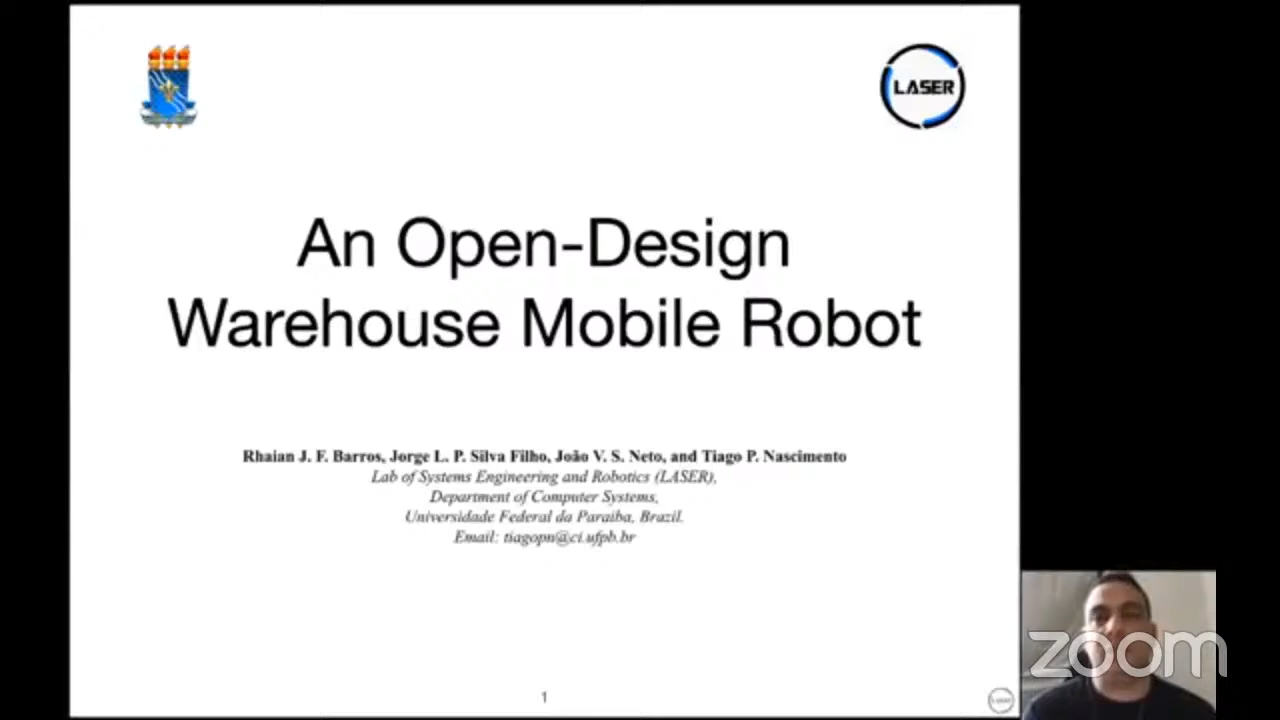 LASER
An Open-Design
Warehouse Mobile Robot
Rhaian J. F. Barros, Jorge L. P. Silva Filho, João V. S. Neto, and Tiago P. Nascimento
Lab of Systems Engineering and Robotics (LASER),
Department of Computer Systems,
Universidade Federal da Paraiba, Brazil.
Email: tiagopn@ci.ufpb.br
1
LASER
zoom